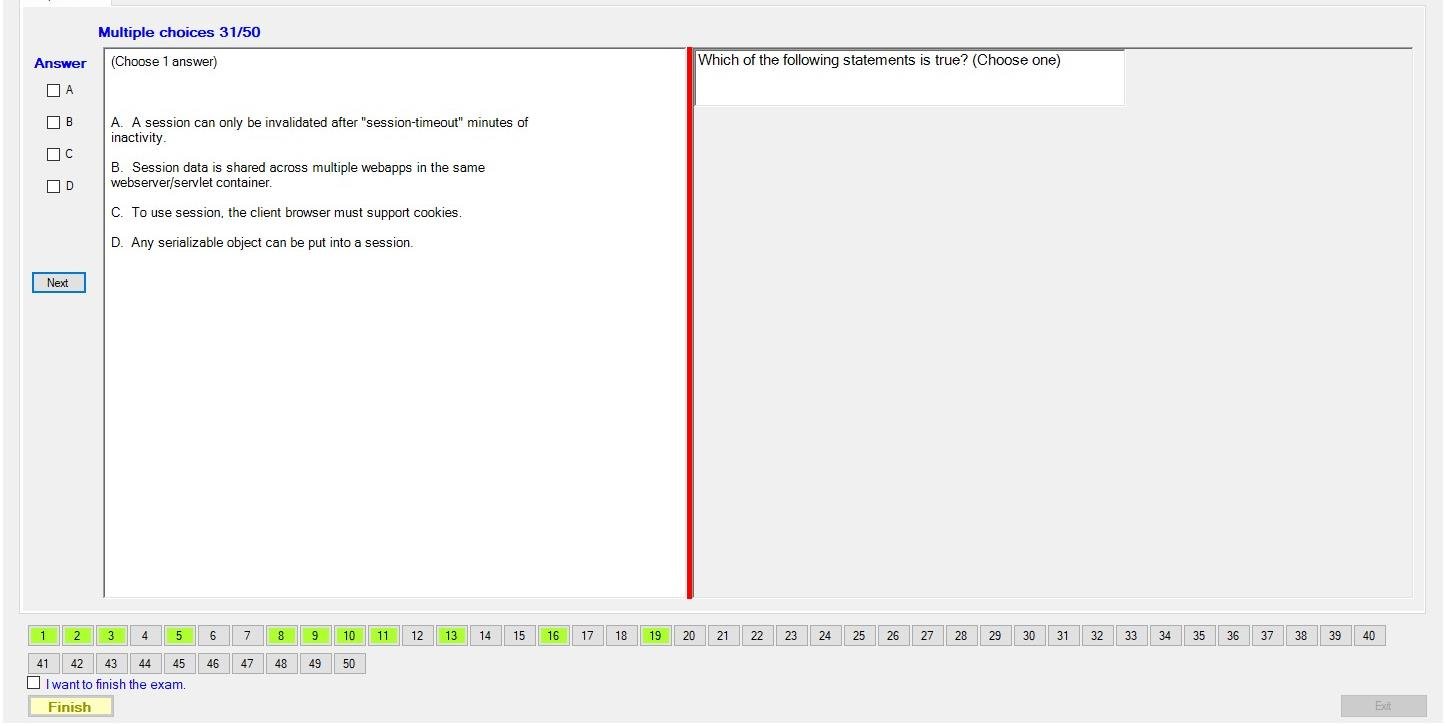 Multiple choices 31/50
Answer
A
B
C
D
Next
(Choose 1 answer)
A. A session can only be invalidated after "session-timeout" minutes of
inactivity.
B. Session data is shared across multiple webapps in the same
webserver/servlet container.
C. To use session, the client browser must support cookies.
D. Any serializable object can be put into a session.
Which of the following statements is true? (Choose one)
1 2 3 4 5 6 7 8 9 10 11 12 13 14 15 16 17 18 19 20 21 22 23 24 25 26 27 28 29 30 31 32 33 34 35 36 37 38 39 40
41 42 43 44 45 46 47 48 49 50
I want to finish the exam.
Finish
Exit